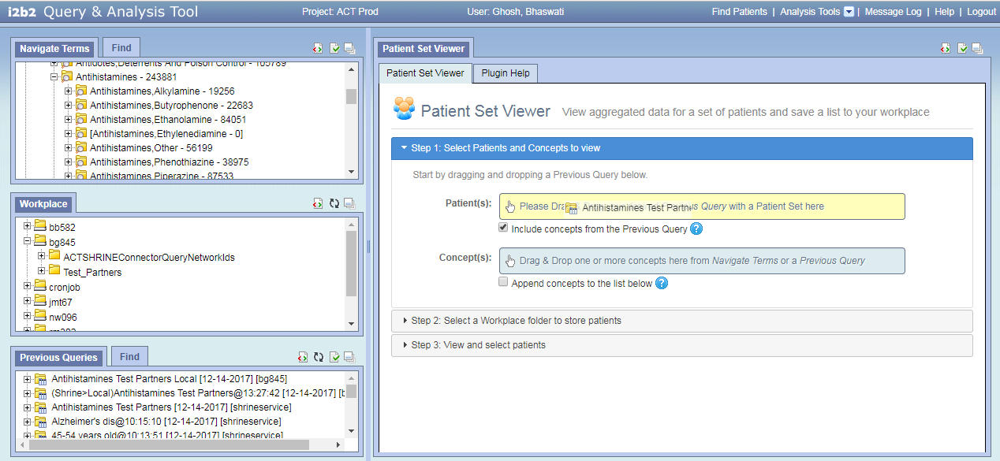 i2b2 Query & Analysis Tool
Project: ACT Prod
User: Ghosh, Bhaswati
Find Patients | Analysis Tools | Message Log | Help | Logout
Navigate Terms
Find
Antidotes,Deterrents And Poison Control - 105789
Antihistamines - 243881
Antihistamines,Alkylamine - 19256
Antihistamines,Butyrophenone - 22683
Antihistamines,Ethanolamine - 84051
[Antihistamines,Ethylenediamine - 0]
Antihistamines,Other - 56199
Antihistamines,Phenothiazine - 38975
Antihistamines,Piperazine - 87533
Workplace
bb582
bg845
ACTSHRINEConnectorQueryNetworkIds
Test_Partners
cronjob
jmt67
nw096
Previous Queries
Find
Antihistamines Test Partners Local [12-14-2017] [bg845]
(Shrine>Local)Antihistamines Test Partners@13:27:42 [12-14-2017] [b
Antihistamines Test Partners [12-14-2017] [shrineservice]
Alzheimer's dis@10:15:10 [12-14-2017] [shrineservice]
45-54 years old@10:13:51 [12-14-2017] [shrineservice]
Patient Set Viewer
Patient Set Viewer
Plugin Help
Patient Set Viewer View aggregated data for a set of patients and save a list to your workplace
Step 1: Select Patients and Concepts to view
Start by dragging and dropping a Previous Query below.
Patient(s):
Please Dra Antihistamines Test Partne us Query with a Patient Set here
Include concepts from the Previous Query ?
Concept(s):
Drag & Drop one or more concepts here from Navigate Terms or a Previous Query
Append concepts to the list below ?
Step 2: Select a Workplace folder to store patients
Step 3: View and select patients